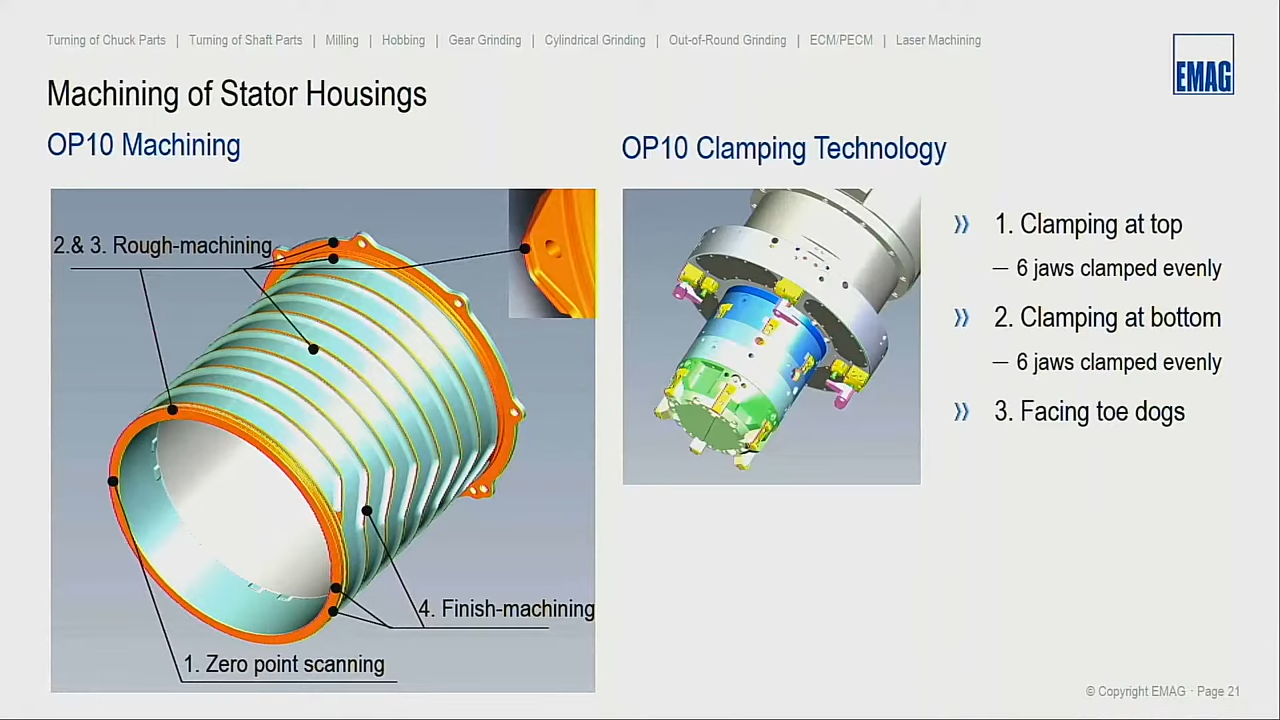 Turning of Chuck Parts | Turning of Shaft Parts | Milling | Hobbing | Gear Grinding | Cylindrical Grinding | Out-of-Round Grinding | ECM/PECM | Laser Machining
EMAG
Machining of Stator Housings
OP10 Machining
2.& 3. Rough-machining
4. Finish-machining
1. Zero point scanning
OP10 Clamping Technology
1. Clamping at top
— 6 jaws clamped evenly
2. Clamping at bottom
— 6 jaws clamped evenly
3. Facing toe dogs
© Copyright EMAG · Page 21